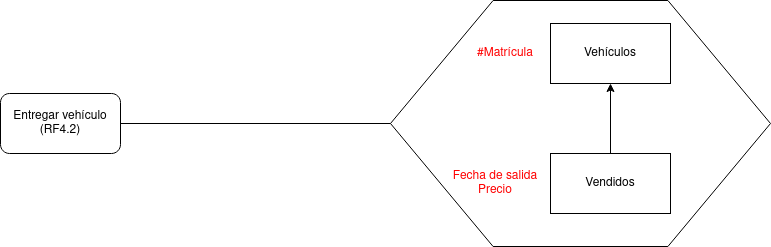 Entregar vehículo
(RF4.2)
#Matrícula
Vehículos
Fecha de salida
Precio
Vendidos